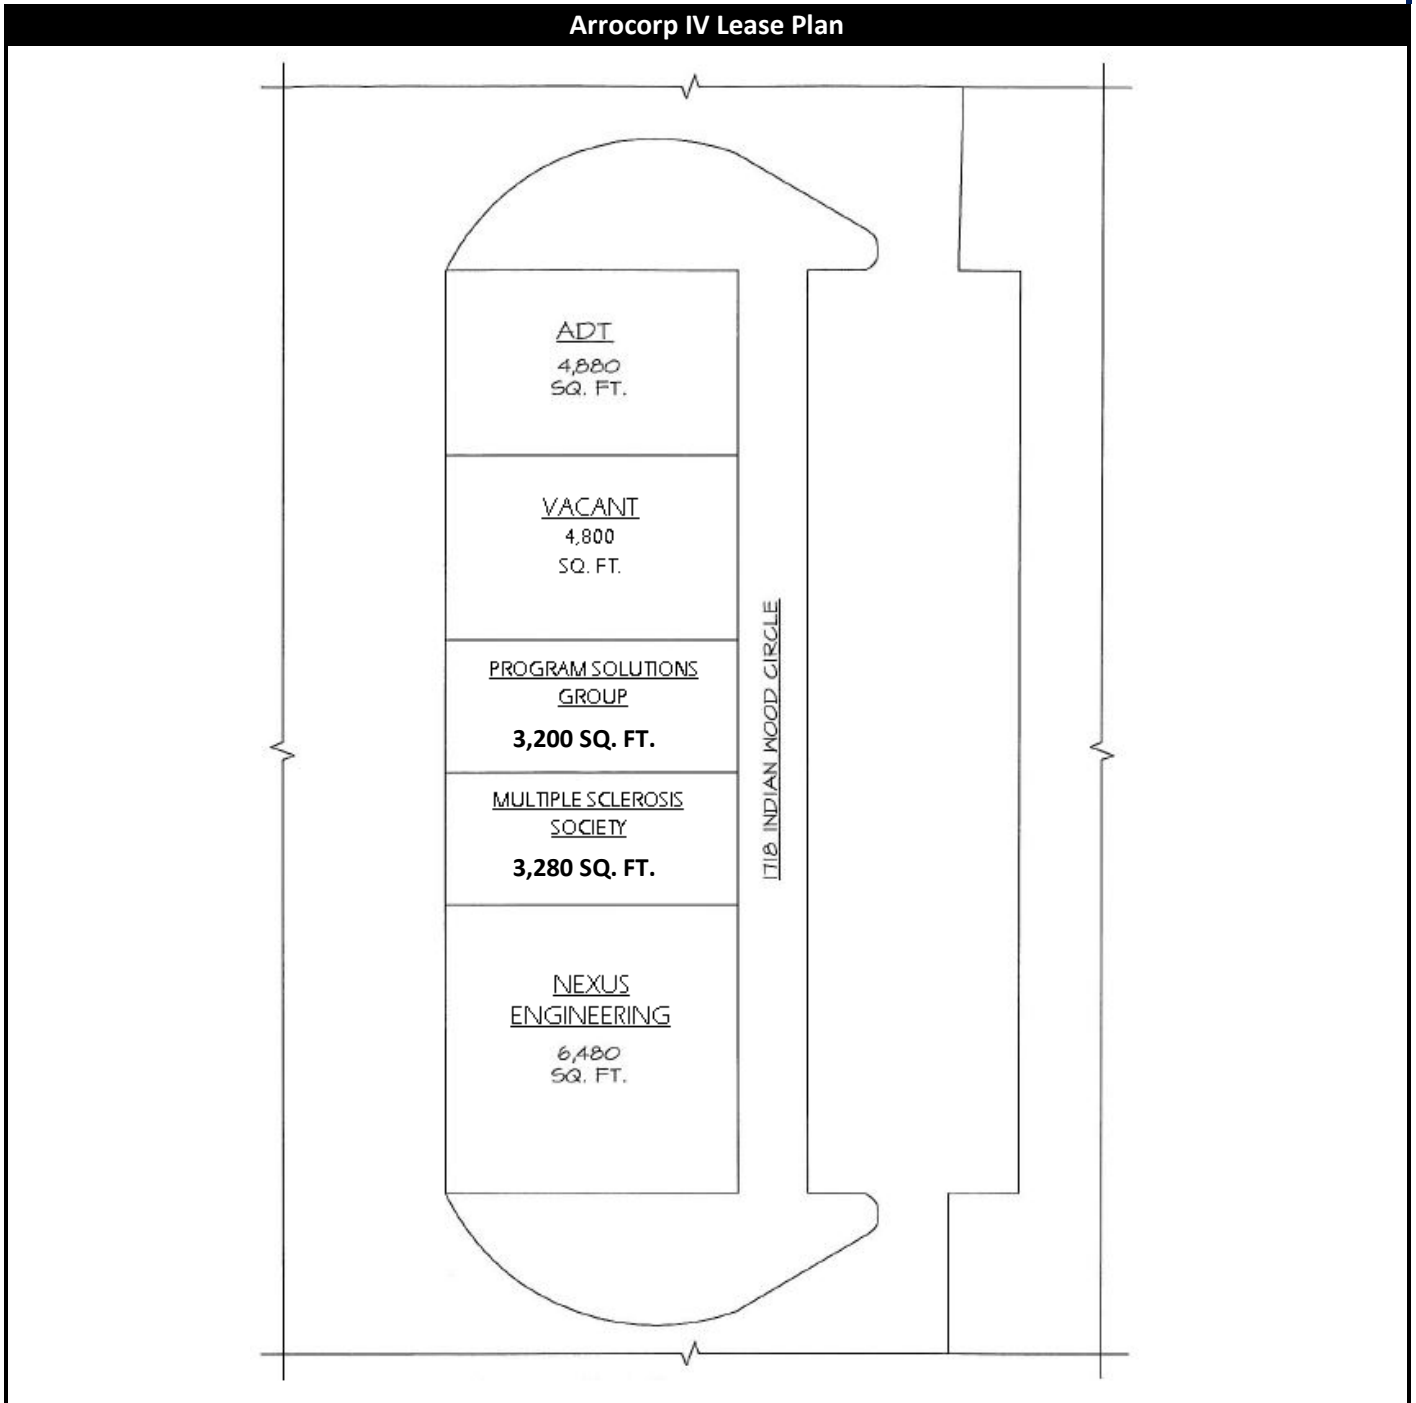 Arrocorp IV Lease Plan
ADT
4,880
SQ. FT.
VACANT
4,800
SQ. FT.
PROGRAM SOLUTIONS
GROUP
3,200 SQ. FT.
MULTIPLE SCLEROSIS
SOCIETY
3,280 SQ. FT.
NEXUS
ENGINEERING
6,480
SQ. FT.
1718 INDIAN WOOD CIRCLE